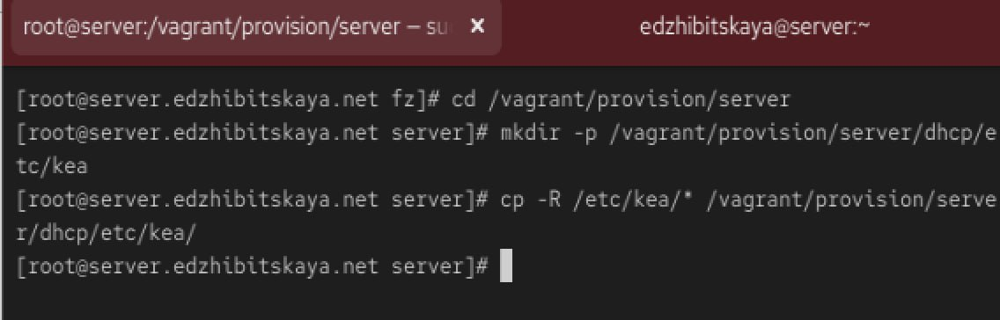 root@server:/vagrant/provision/server — su
edzhibitskaya@server:~
[root@server.edzhibitskaya.net fz]# cd /vagrant/provision/server
[root@server.edzhibitskaya.net server]# mkdir -p /vagrant/provision/server/dhcp/e
tc/kea
[root@server.edzhibitskaya.net server]# cp -R /etc/kea/* /vagrant/provision/serve
r/dhcp/etc/kea/
[root@server.edzhibitskaya.net server]#